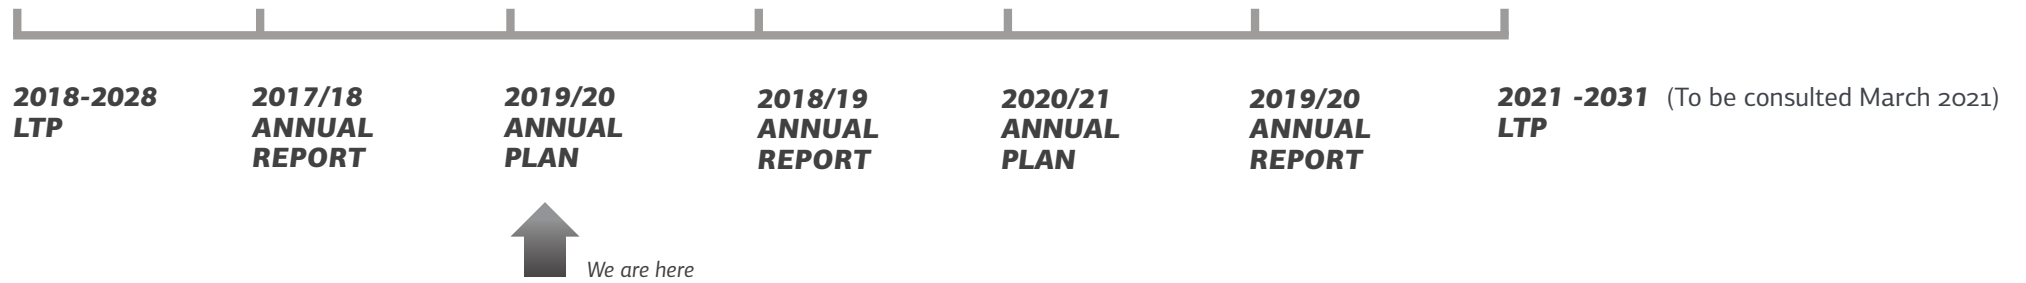 2018-2028
LTP
2017/18
ANNUAL
REPORT
2019/20
ANNUAL
PLAN
2018/19
ANNUAL
REPORT
2020/21
ANNUAL
PLAN
2019/20
ANNUAL
REPORT
2021 -2031 (To be consulted March 2021)
LTP
We are here